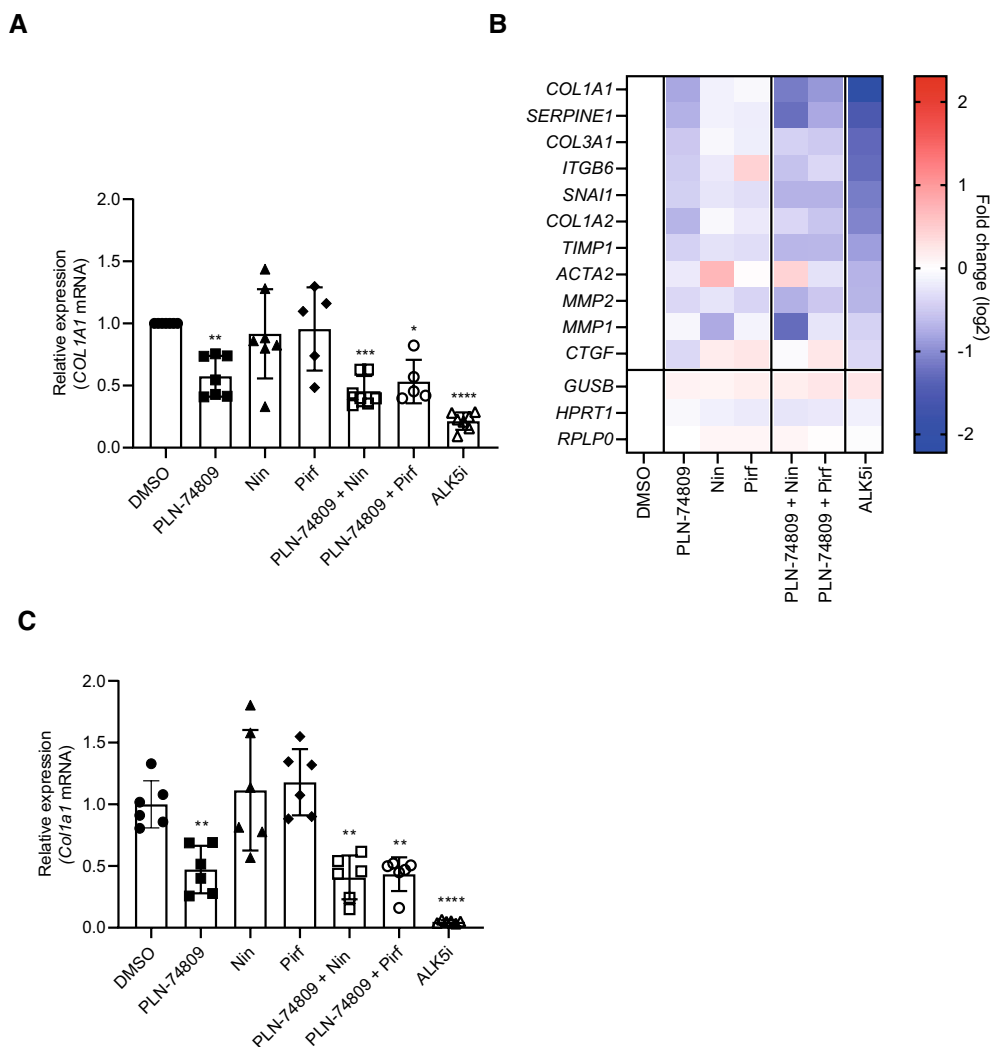 A
Relative expression
(COL1A1 mRNA)
2.0
1.5
1.0
0.5
0.0
**
***
*
****
DMSO
PLN-74809
Nin
Pirf
PLN-74809 + Nin
PLN-74809 + Pirf
ALK5i
B
COL1A1
SERPINE1
COL3A1
ITGB6
SNAI1
COL1A2
TIMP1
ACTA2
MMP2
MMP1
CTGF
GUSB
HPRT1
RPLP0
DMSO
PLN-74809
Nin
Pirf
PLN-74809 + Nin
PLN-74809 + Pirf
ALK5i
2
1
0
-1
-2
Fold change (log2)
C
Relative expression
(Col1a1 mRNA)
2.0
1.5
1.0
0.5
0.0
**
**
**
****
DMSO
PLN-74809
Nin
Pirf
PLN-74809 + Nin
PLN-74809 + Pirf
ALK5i